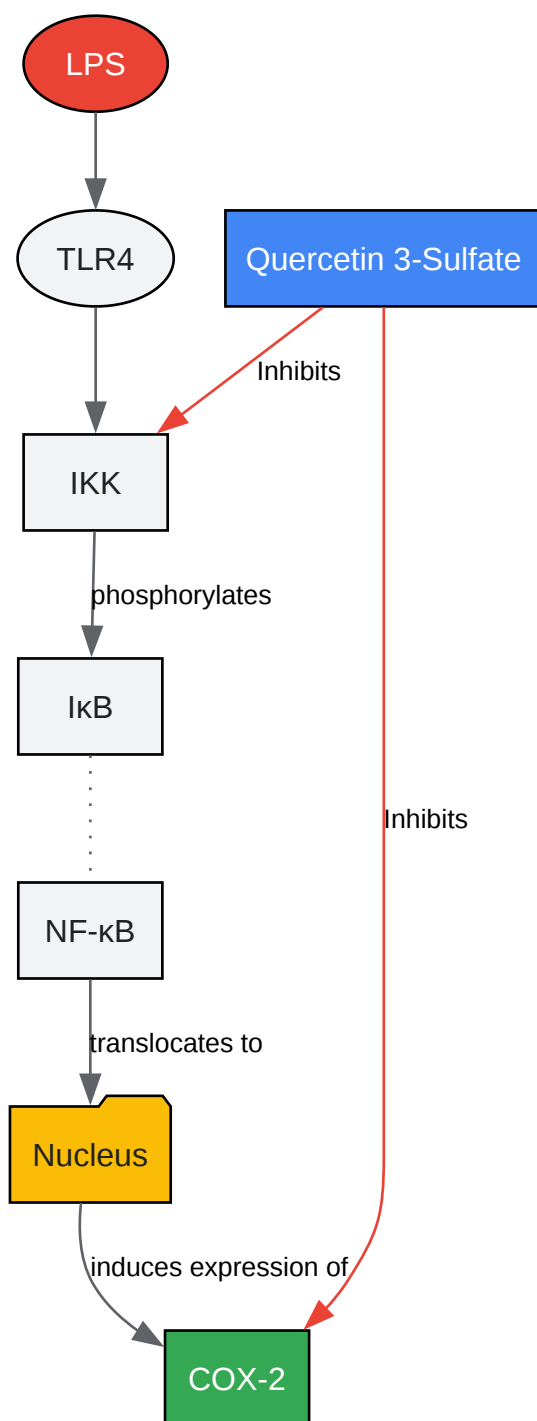 LPS
TLR4
Quercetin 3-Sulfate
Inhibits
IKK
phosphorylates
IκB
Inhibits
NF-κB
translocates to
Nucleus
induces expression of
COX-2